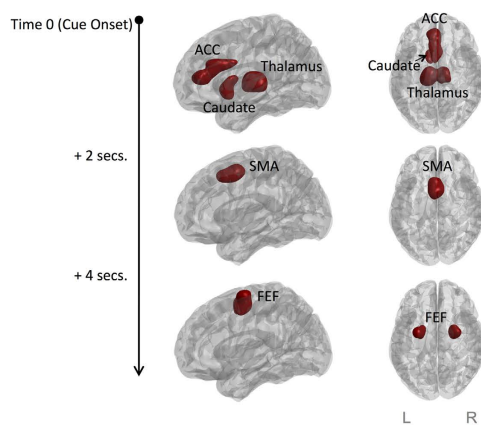 Time 0 (Cue Onset)
ACC
Thalamus
Caudate
ACC
Caudate
Thalamus
+ 2 secs.
SMA
SMA
+ 4 secs.
FEF
FEF
L R